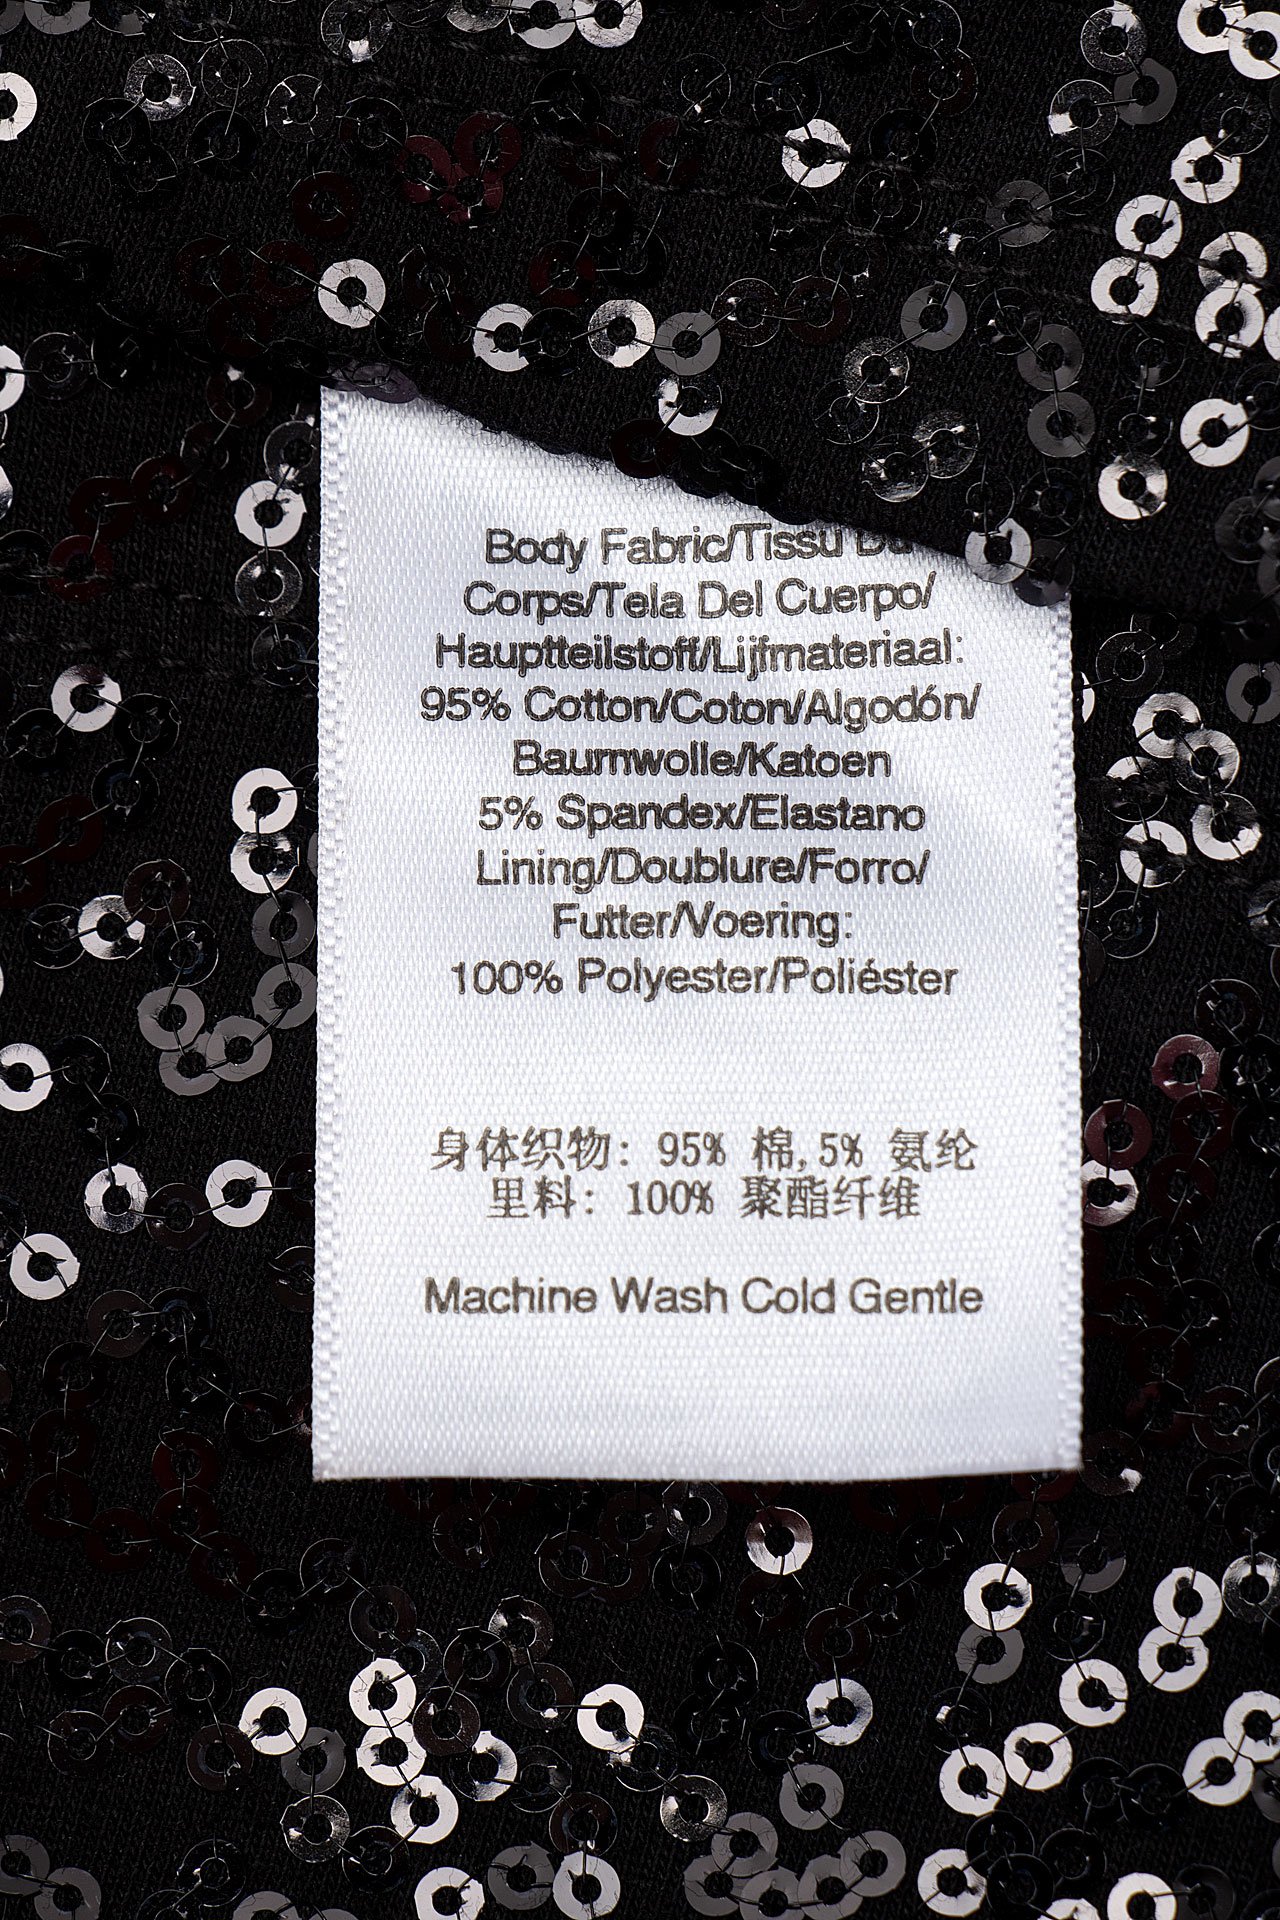 Body Fabric/Tissu Du
Corps/Tela Del Cuerpo/
Hauptteilstoff/Lijfmateriaal:
95% Cotton/Coton/Algodón/
Baumwolle/Katoen
5% Spandex/Elastano
Lining/Doublure/Forro/
Futter/Voering:
100% Polyester/Poliéster
身体织物: 95% 棉,5% 氨纶
里料: 100% 聚酯纤维
Machine Wash Cold Gentle